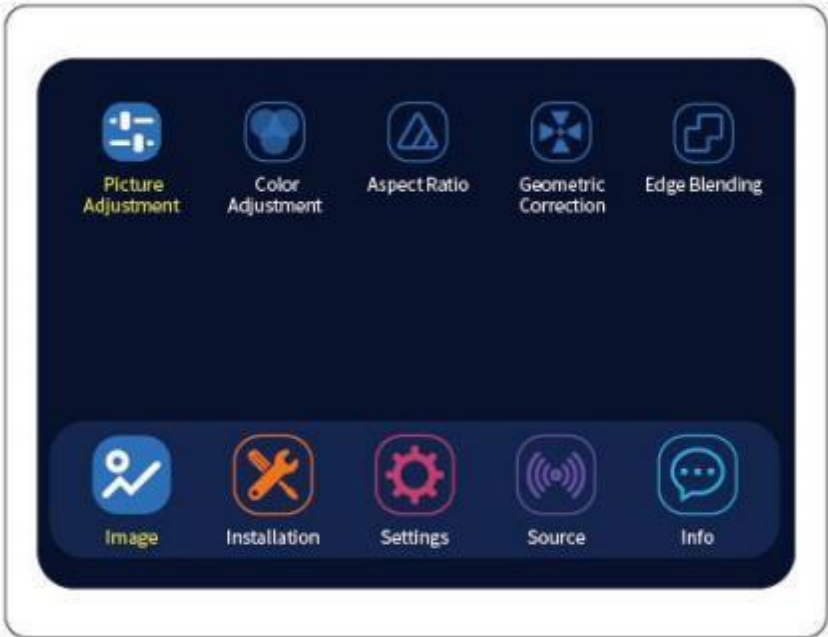 Picture
Adjustment
Color
Adjustment
Aspect Ratio
Geometric
Correction
Edge Blending
Image
Installation
Settings
Source
Info